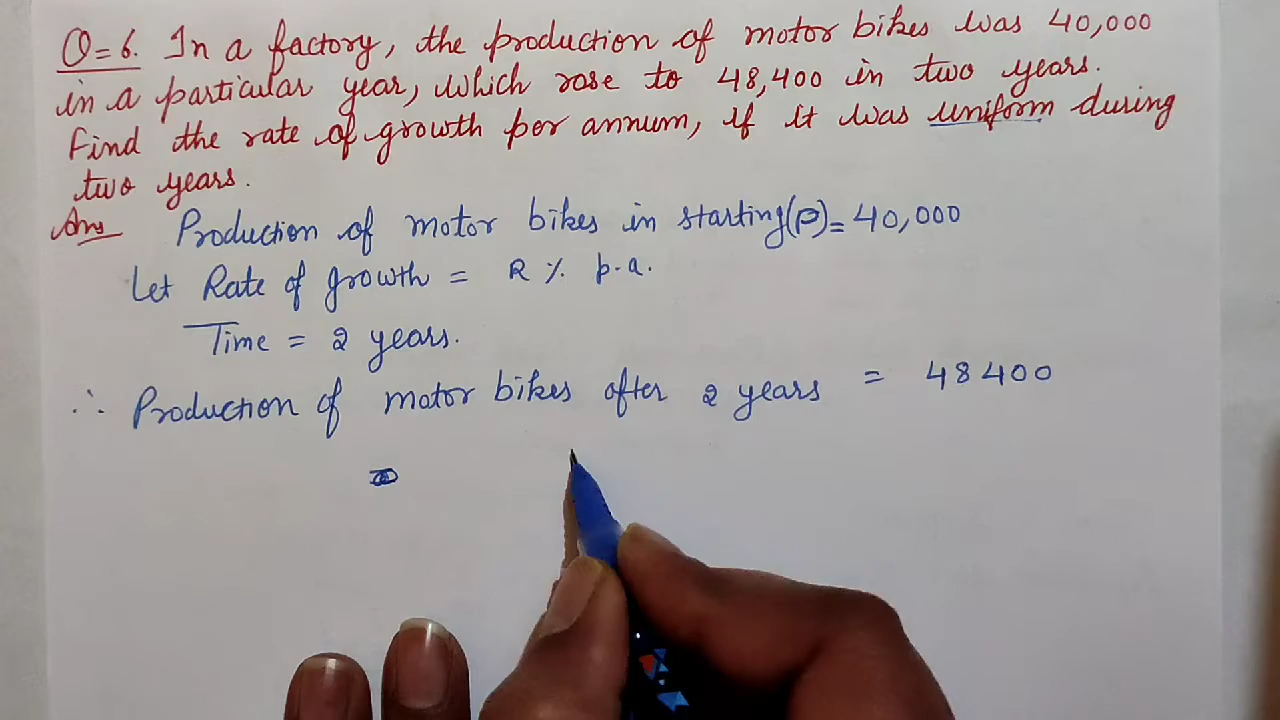 Q=6. In a factory, the production of motor bikes was 40,000
in a particular year, which rose to 48,400 in two years.
Find the rate of growth per annum, if it was uniform during
two years.
Ans Production of motor bikes in starting(P)= 40,000
Let Rate of growth = R % p.a.
Time = 2 years.
∴ Production of motor bikes after 2 years = 48400